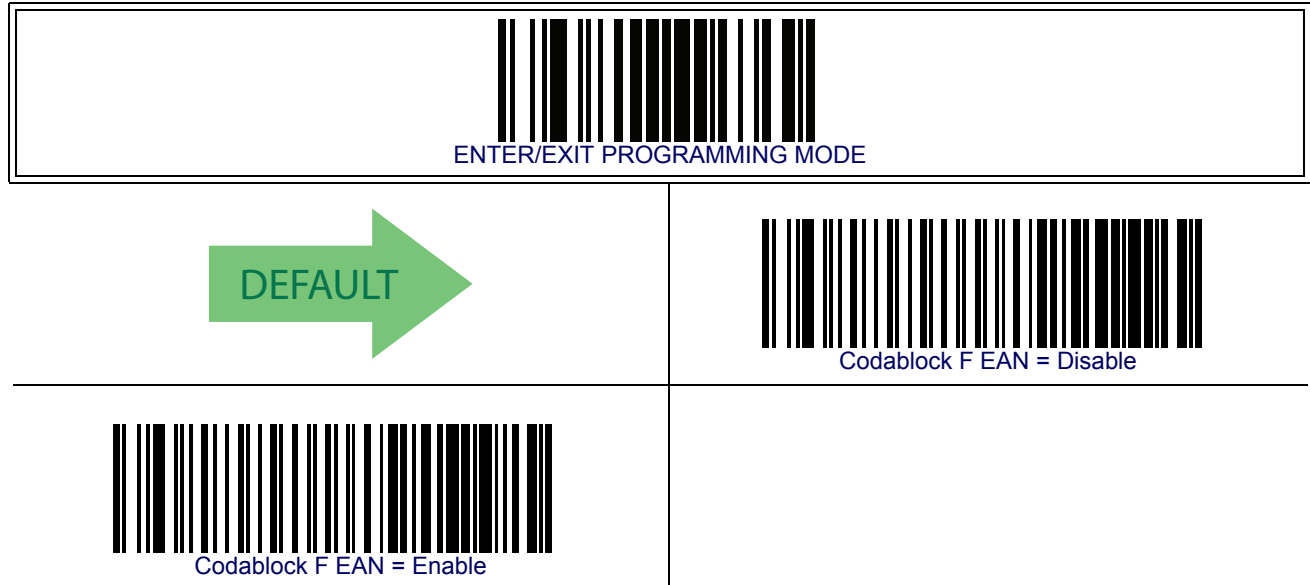 ENTER/EXIT PROGRAMMING MODE
DEFAULT
Codablock F EAN = Disable
Codablock F EAN = Enable